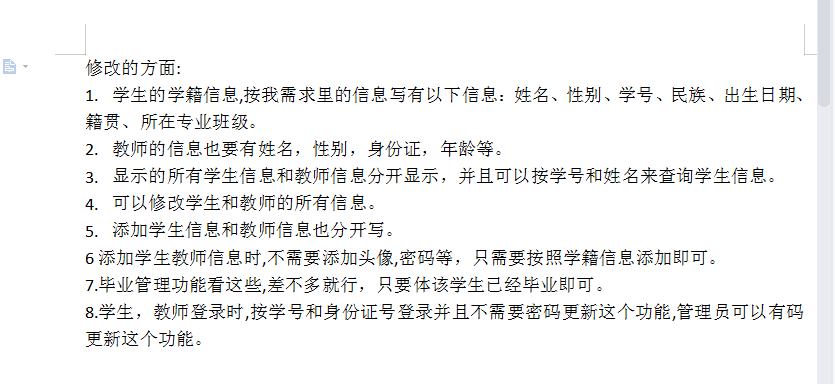 修改的方面:
1. 学生的学籍信息,按我需求里的信息写有以下信息：姓名、性别、学号、民族、出生日期、
籍贯、所在专业班级。
2. 教师的信息也要有姓名，性别，身份证，年龄等。
3. 显示的所有学生信息和教师信息分开显示，并且可以按学号和姓名来查询学生信息。
4. 可以修改学生和教师的所有信息。
5. 添加学生信息和教师信息也分开写。
6 添加学生教师信息时,不需要添加头像,密码等，只需要按照学籍信息添加即可。
7.毕业管理功能看这些,差不多就行，只要体该学生已经毕业即可。
8.学生，教师登录时,按学号和身份证号登录并且不需要密码更新这个功能,管理员可以有码
更新这个功能。